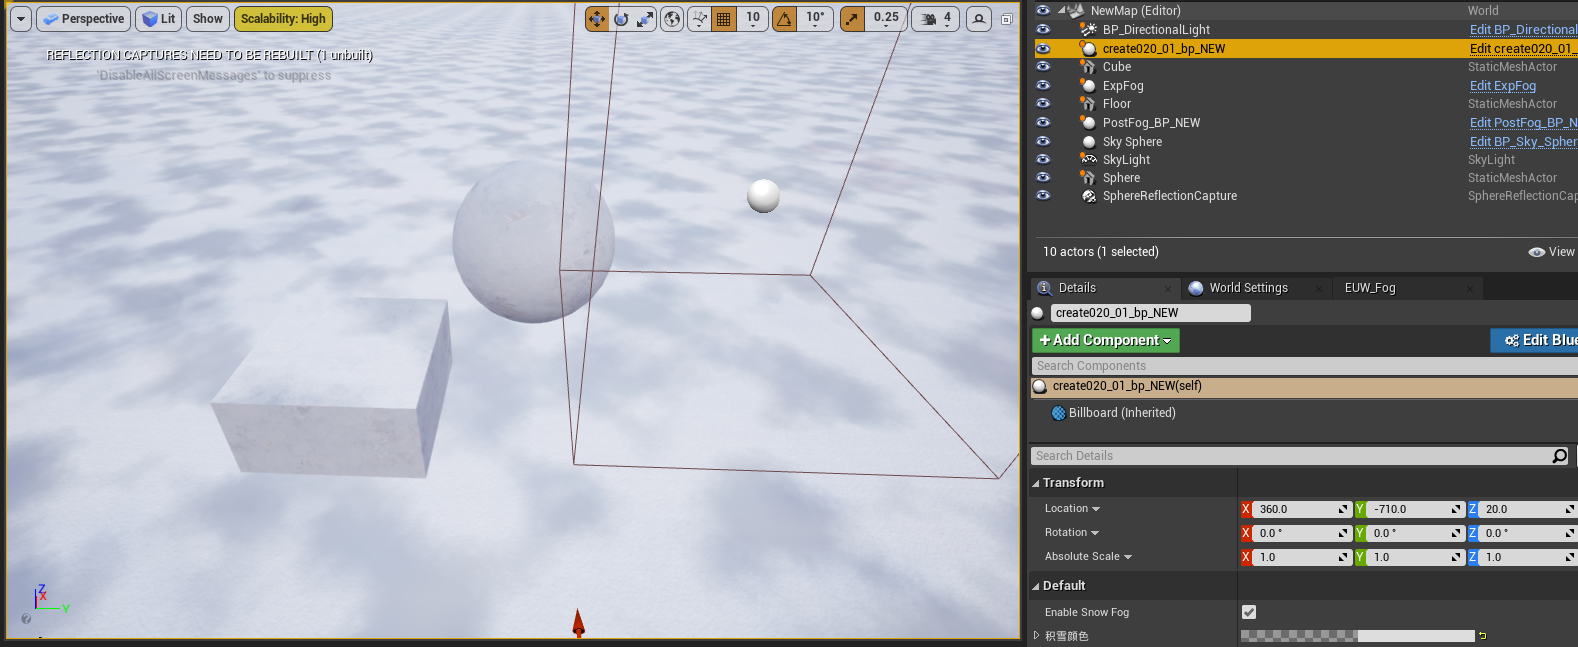 Perspective Lit Show Scalability: High 10 10° 0.25 4
REFLECTION CAPTURES NEED TO BE REBUILT (1 unbuilt)
'DisableAllScreenMessages' to suppress
Z
X
Y
NewMap (Editor) World
BP_DirectionalLight Edit BP_Directional
create020_01_bp_NEW Edit create020_01_
Cube StaticMeshActor
ExpFog Edit ExpFog
Floor StaticMeshActor
PostFog_BP_NEW Edit PostFog_BP_N
Sky Sphere Edit BP_Sky_Spher
SkyLight SkyLight
Sphere StaticMeshActor
SphereReflectionCapture SphereReflectionCap
10 actors (1 selected) View
Details World Settings EUW_Fog
create020_01_bp_NEW
+Add Component Edit Blue
Search Components
create020_01_bp_NEW(self)
Billboard (Inherited)
Search Details
Transform
Location X 360.0 Y -710.0 Z 20.0
Rotation X 0.0 ° Y 0.0 ° Z 0.0 °
Absolute Scale X 1.0 Y 1.0 Z 1.0
Default
Enable Snow Fog
积雪颜色